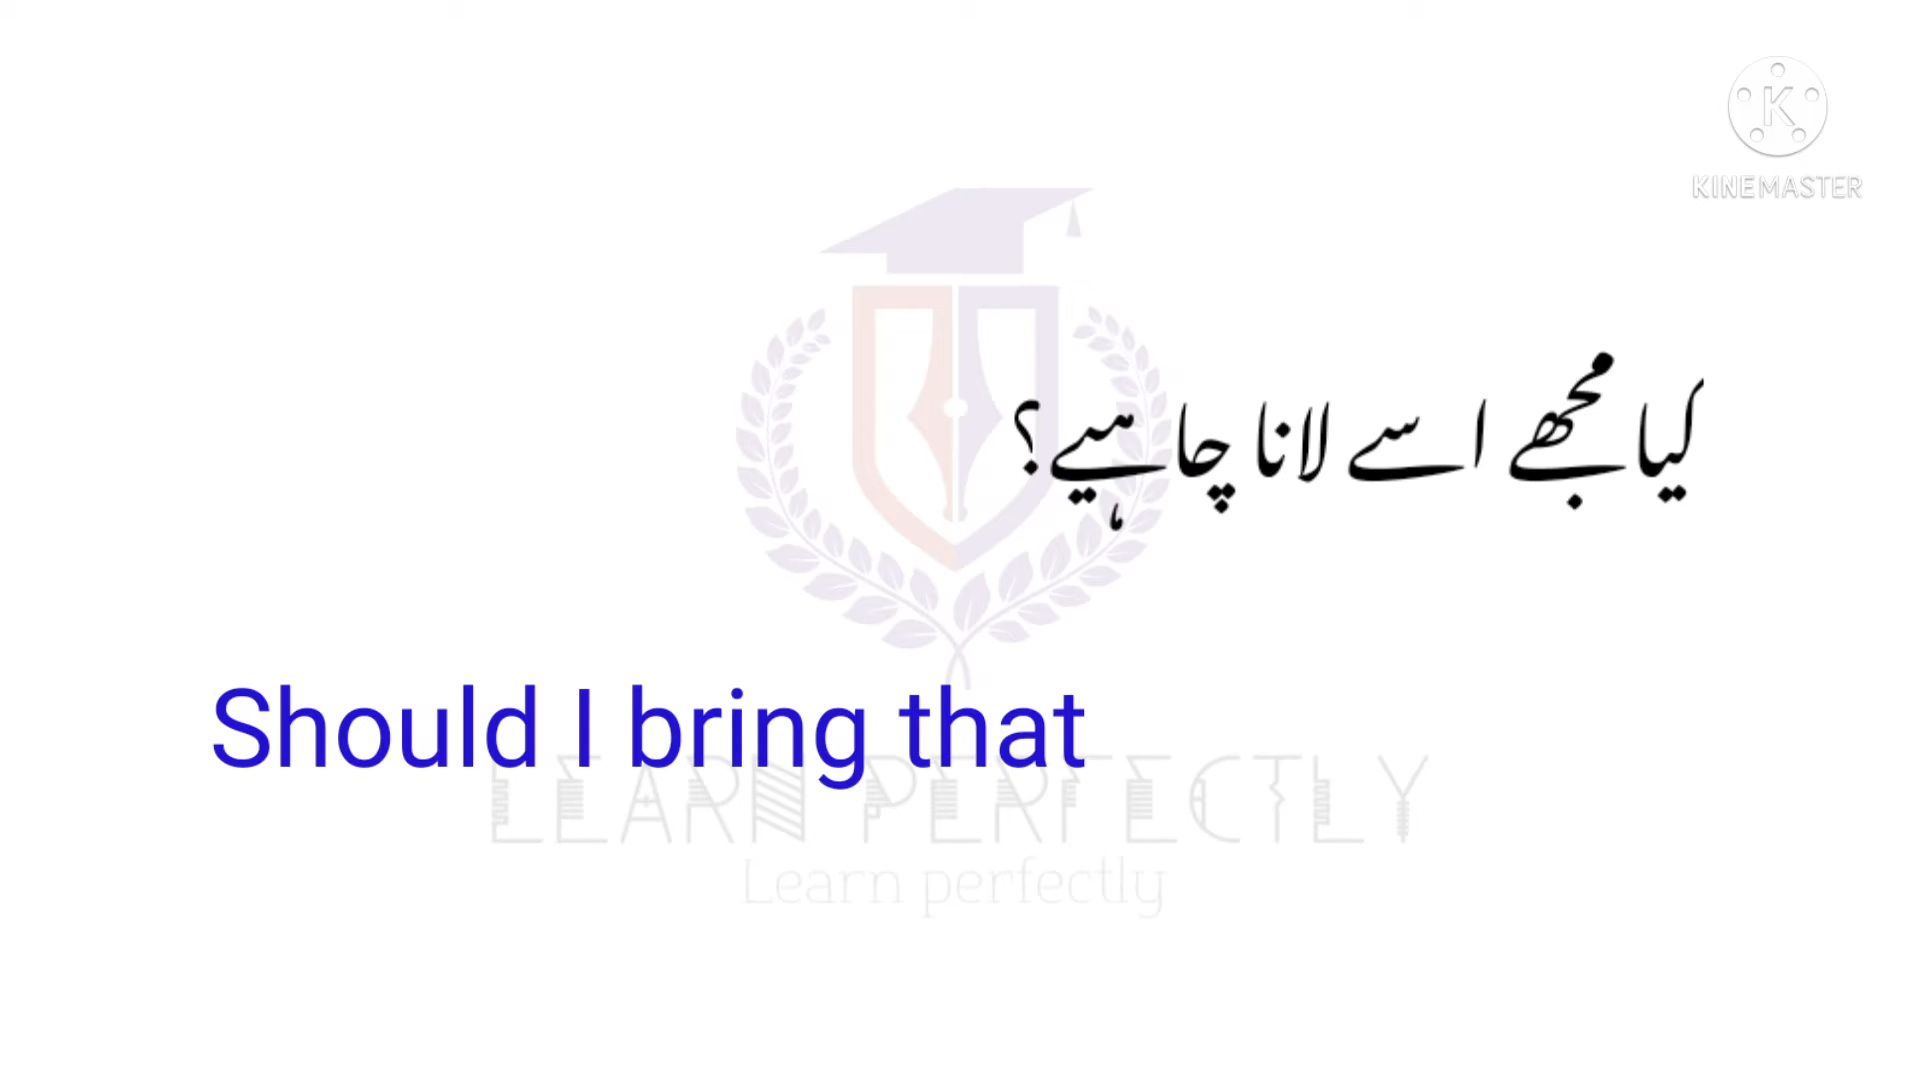 K
KINEMASTER
کیا مجھے اسے لانا چاہیے؟
Should I bring that
LEARN PERFECTLY
Learn perfectly